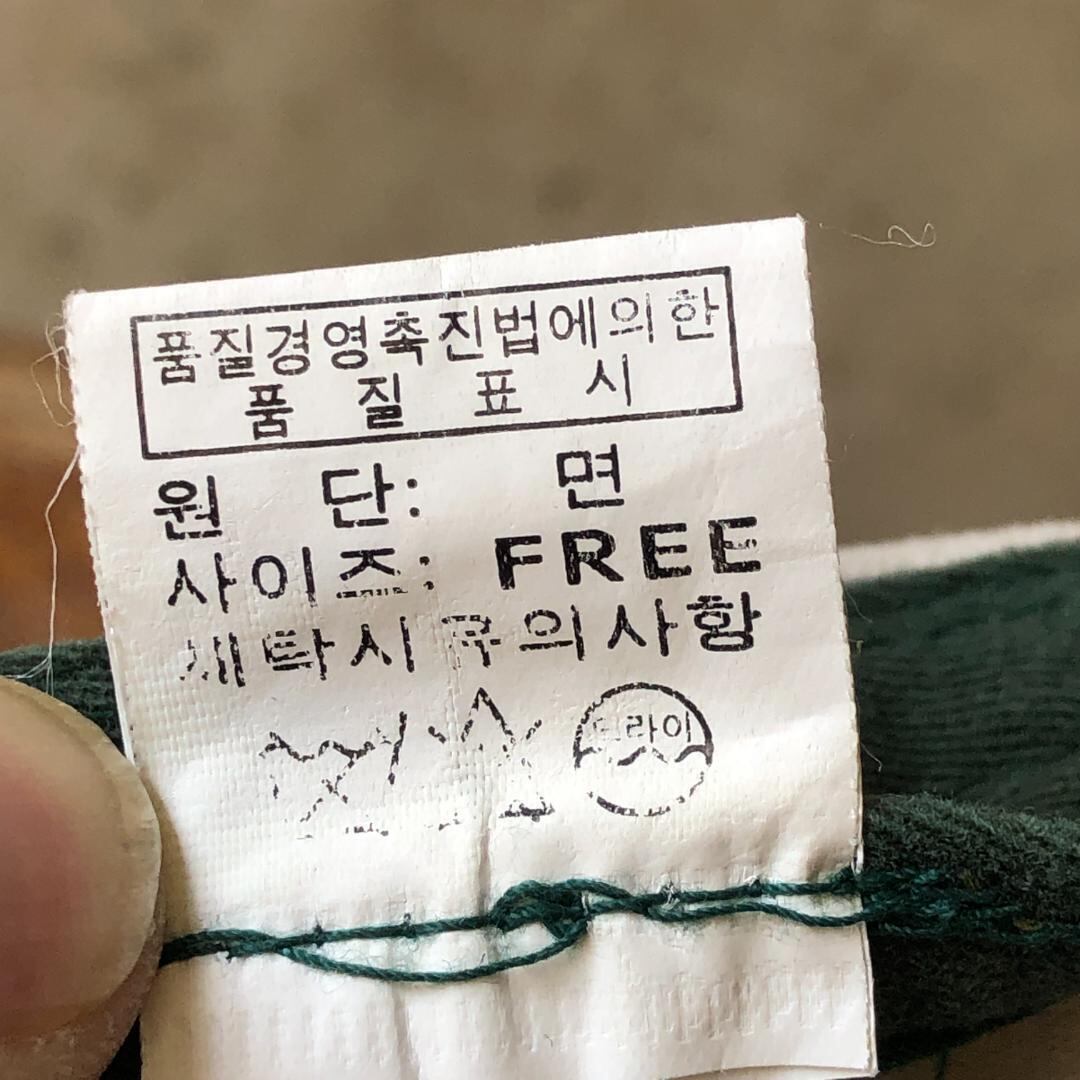 품질경영촉진법에의한
품 질 표 시
원 단: 면
사이즈: FREE
세탁시주의사항
드라이